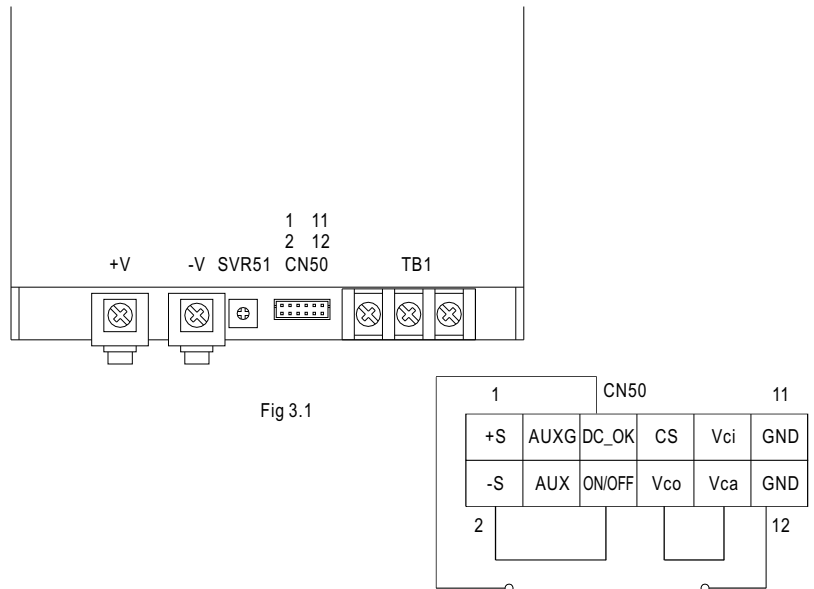 1 11
2 12
+V -V SVR51 CN50 TB1
Fig 3.1
CN50
1 11
+S AUXG DC_OK CS Vci GND
-S AUX ON/OFF Vco Vca GND
2 12